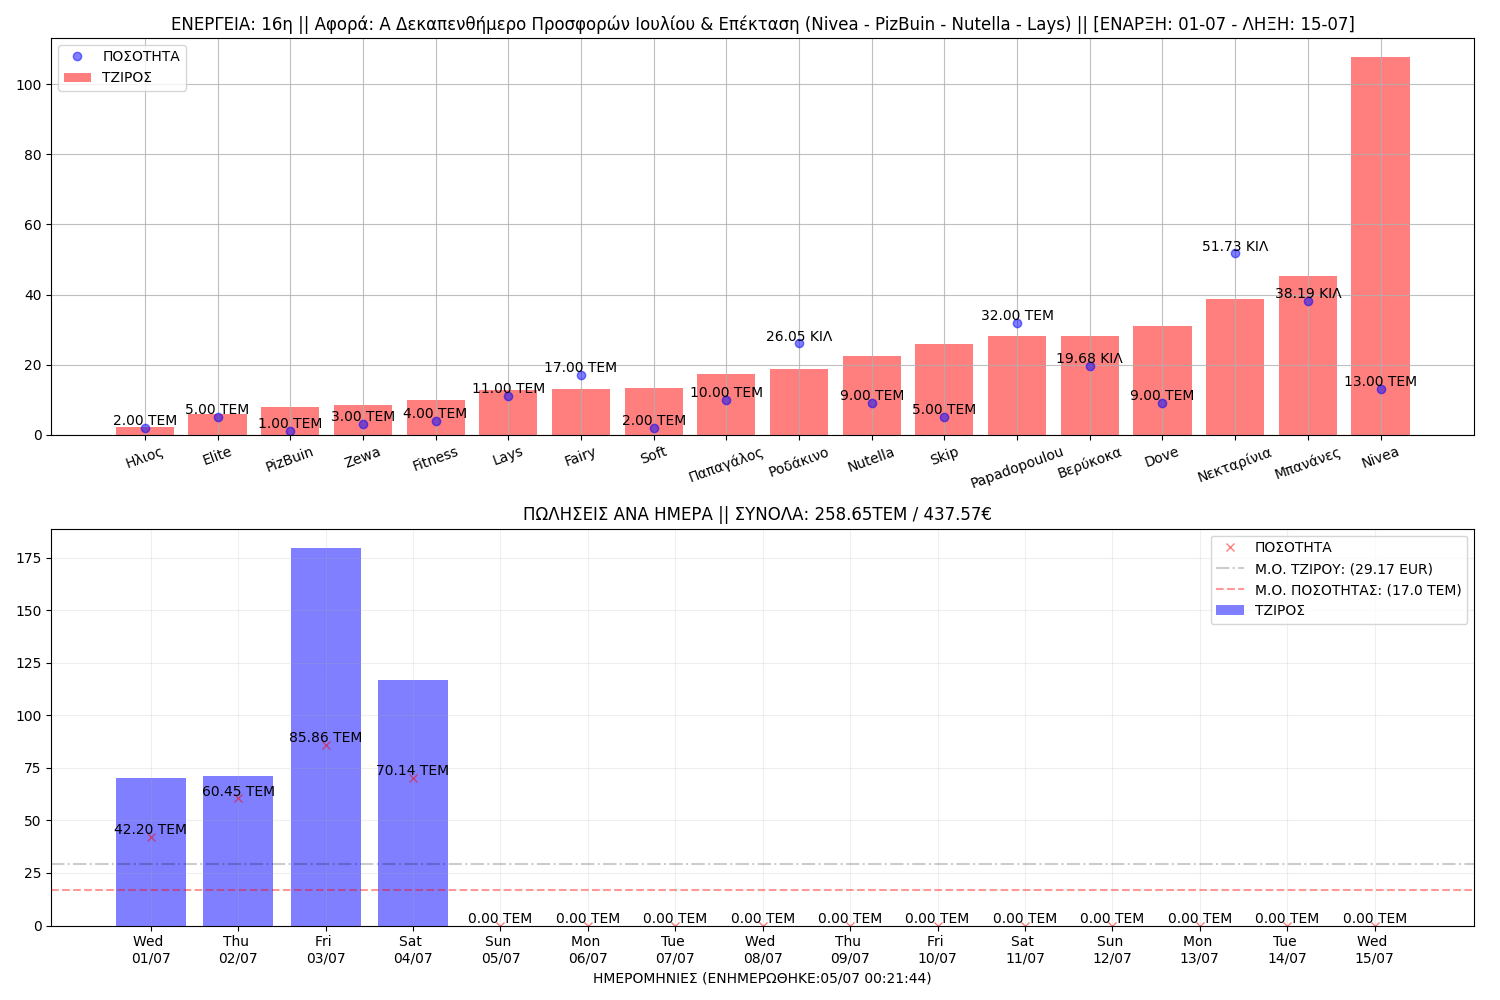 ΕΝΕΡΓΕΙΑ: 16η || Αφορά: Α Δεκαπενθήμερο Προσφορών Ιουλίου & Επέκταση (Nivea - PizBuin - Nutella - Lays) || [ΕΝΑΡΞΗ: 01-07 - ΛΗΞΗ: 15-07]
ΠΟΣΟΤΗΤΑ
ΤΖΙΡΟΣ
100
80
60
40
20
0
2.00 ΤΕΜ
5.00 ΤΕΜ
1.00 ΤΕΜ
3.00 ΤΕΜ
4.00 ΤΕΜ
11.00 ΤΕΜ
17.00 ΤΕΜ
2.00 ΤΕΜ
10.00 ΤΕΜ
26.05 ΚΙΛ
9.00 ΤΕΜ
5.00 ΤΕΜ
32.00 ΤΕΜ
19.68 ΚΙΛ
9.00 ΤΕΜ
51.73 ΚΙΛ
38.19 ΚΙΛ
13.00 ΤΕΜ
Ηλιος
Elite
PizBuin
Zewa
Fitness
Lays
Fairy
Soft
Παπαγάλος
Ροδάκινο
Nutella
Skip
Papadopoulou
Βερύκοκα
Dove
Νεκταρίνια
Μπανάνες
Nivea
ΠΩΛΗΣΕΙΣ ΑΝΑ ΗΜΕΡΑ || ΣΥΝΟΛΑ: 258.65ΤΕΜ / 437.57€
ΠΟΣΟΤΗΤΑ
Μ.Ο. ΤΖΙΡΟΥ: (29.17 EUR)
Μ.Ο. ΠΟΣΟΤΗΤΑΣ: (17.0 ΤΕΜ)
ΤΖΙΡΟΣ
175
150
125
100
75
50
25
0
42.20 ΤΕΜ
60.45 ΤΕΜ
85.86 ΤΕΜ
70.14 ΤΕΜ
0.00 ΤΕΜ
0.00 ΤΕΜ
0.00 ΤΕΜ
0.00 ΤΕΜ
0.00 ΤΕΜ
0.00 ΤΕΜ
0.00 ΤΕΜ
0.00 ΤΕΜ
0.00 ΤΕΜ
0.00 ΤΕΜ
0.00 ΤΕΜ
Wed
01/07
Thu
02/07
Fri
03/07
Sat
04/07
Sun
05/07
Mon
06/07
Tue
07/07
Wed
08/07
Thu
09/07
Fri
10/07
Sat
11/07
Sun
12/07
Mon
13/07
Tue
14/07
Wed
15/07
ΗΜΕΡΟΜΗΝΙΕΣ (ΕΝΗΜΕΡΩΘΗΚΕ:05/07 00:21:44)